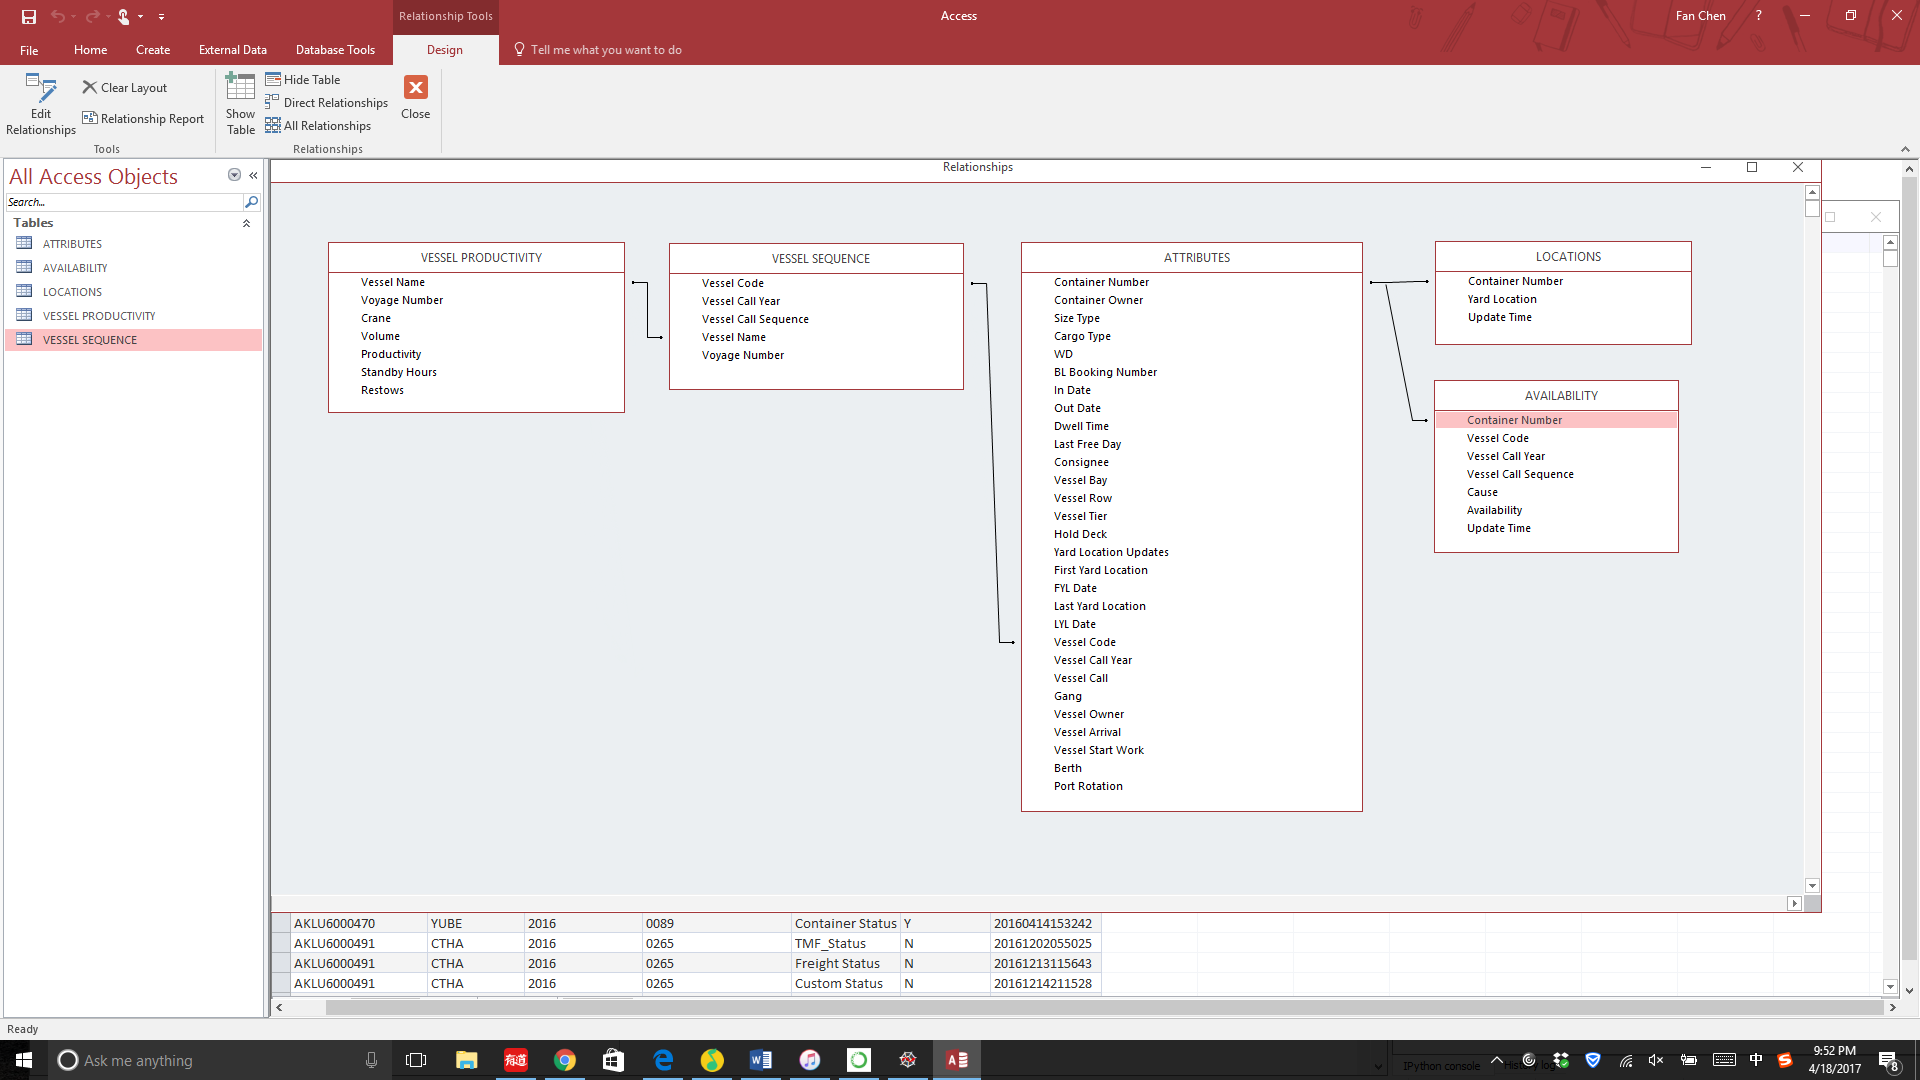 Relationship Tools
Access
Fan Chen
?
File
Home
Create
External Data
Database Tools
Design
Tell me what you want to do
Edit Relationships
Clear Layout
Relationship Report
Tools
Show Table
Hide Table
Direct Relationships
All Relationships
Relationships
Close
All Access Objects
Search...
Tables
ATTRIBUTES
AVAILABILITY
LOCATIONS
VESSEL PRODUCTIVITY
VESSEL SEQUENCE
Relationships
VESSEL PRODUCTIVITY
Vessel Name
Voyage Number
Crane
Volume
Productivity
Standby Hours
Restows
VESSEL SEQUENCE
Vessel Code
Vessel Call Year
Vessel Call Sequence
Vessel Name
Voyage Number
ATTRIBUTES
Container Number
Container Owner
Size Type
Cargo Type
WD
BL Booking Number
In Date
Out Date
Dwell Time
Last Free Day
Consignee
Vessel Bay
Vessel Row
Vessel Tier
Hold Deck
Yard Location Updates
First Yard Location
FYL Date
Last Yard Location
LYL Date
Vessel Code
Vessel Call Year
Vessel Call
Gang
Vessel Owner
Vessel Arrival
Vessel Start Work
Berth
Port Rotation
LOCATIONS
Container Number
Yard Location
Update Time
AVAILABILITY
Container Number
Vessel Code
Vessel Call Year
Vessel Call Sequence
Cause
Availability
Update Time
AKLU6000470 YUBE 2016 0089 Container Status Y 20160414153242
AKLU6000491 CTHA 2016 0265 TMF_Status N 20161202055025
AKLU6000491 CTHA 2016 0265 Freight Status N 20161213115643
AKLU6000491 CTHA 2016 0265 Custom Status N 20161214211528
Ready
Ask me anything
有道
IPython console
中
9:52 PM
4/18/2017
8